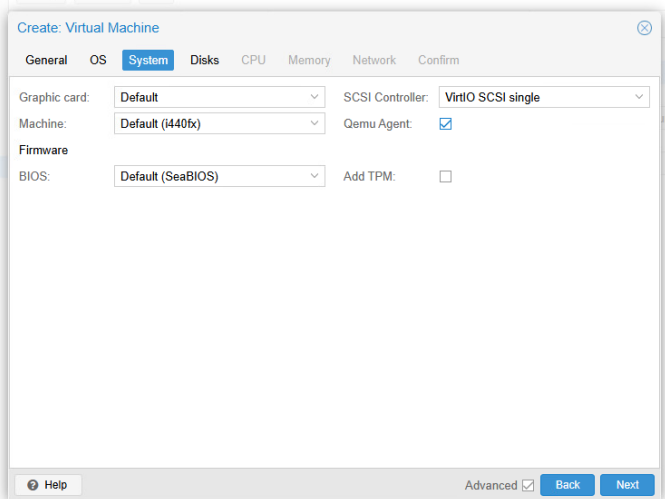 Create: Virtual Machine
General OS System Disks CPU Memory Network Confirm
Graphic card: Default SCSI Controller: VirtIO SCSI single
Machine: Default (i440fx) Qemu Agent:
Firmware
BIOS: Default (SeaBIOS) Add TPM:
Help Advanced Back Next